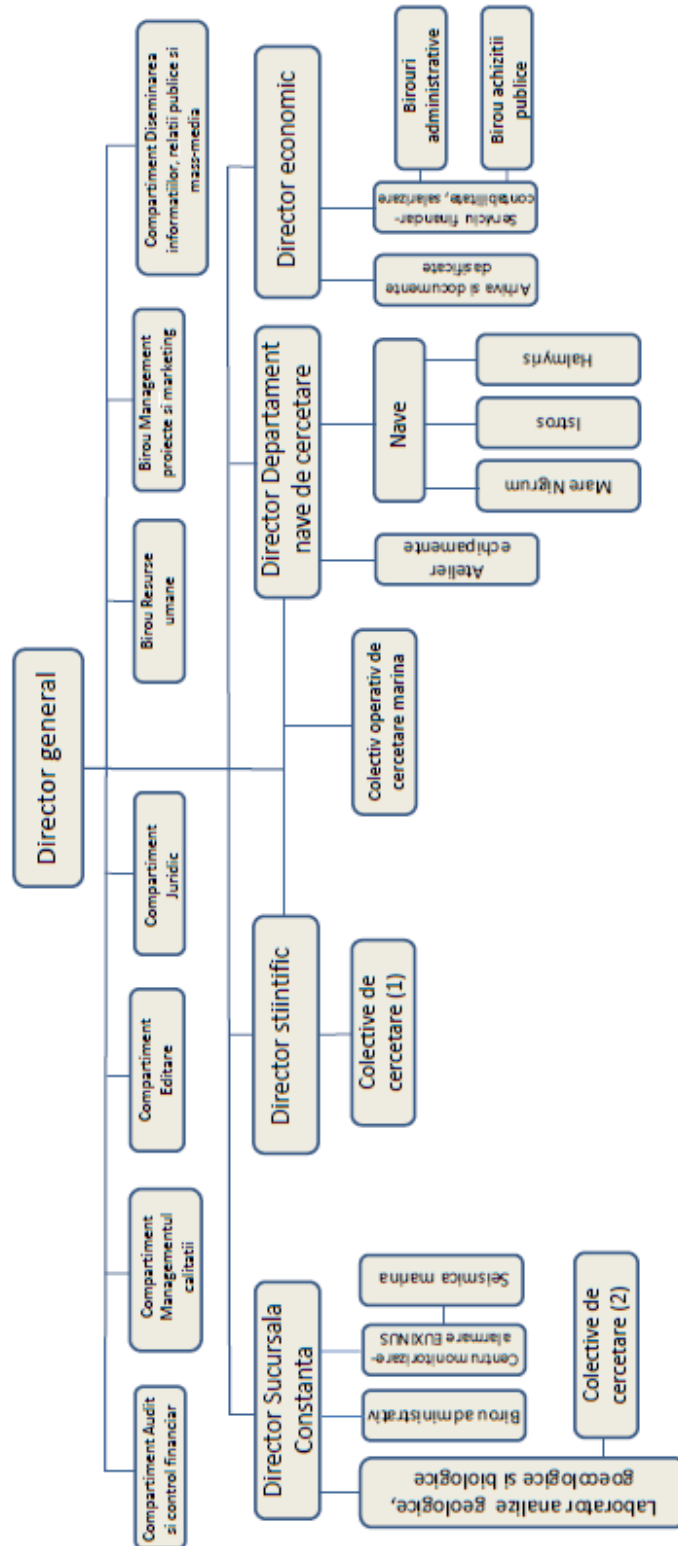 Director general
Compartiment Audit
si control financiar
Compartiment
Managementul
calitatii
Compartiment
Editare
Compartiment
Juridic
Birou Resurse
umane
Birou Management
proiecte si marketing
Compartiment Diseminarea
informatiilor, relatii publice si
mass-media
Director Sucursala
Constanta
Director stiintific
Director Departament
nave de cercetare
Director economic
Laborator analize geologice,
goecologice si biologice
Birou administrativ
Centru monitorizare-
alarmare EUXINUS
Seismica marina
Colective de
cercetare (2)
Colective de
cercetare (1)
Colectiv operativ de
cercetare marina
Atelier
echipamente
Nave
Mare Nigrum
Istros
Halmyris
Arhiva si documente
clasificate
Serviciu financiar-
contabilitate, salarizare
Birouri
administrative
Birou achizitii
publice